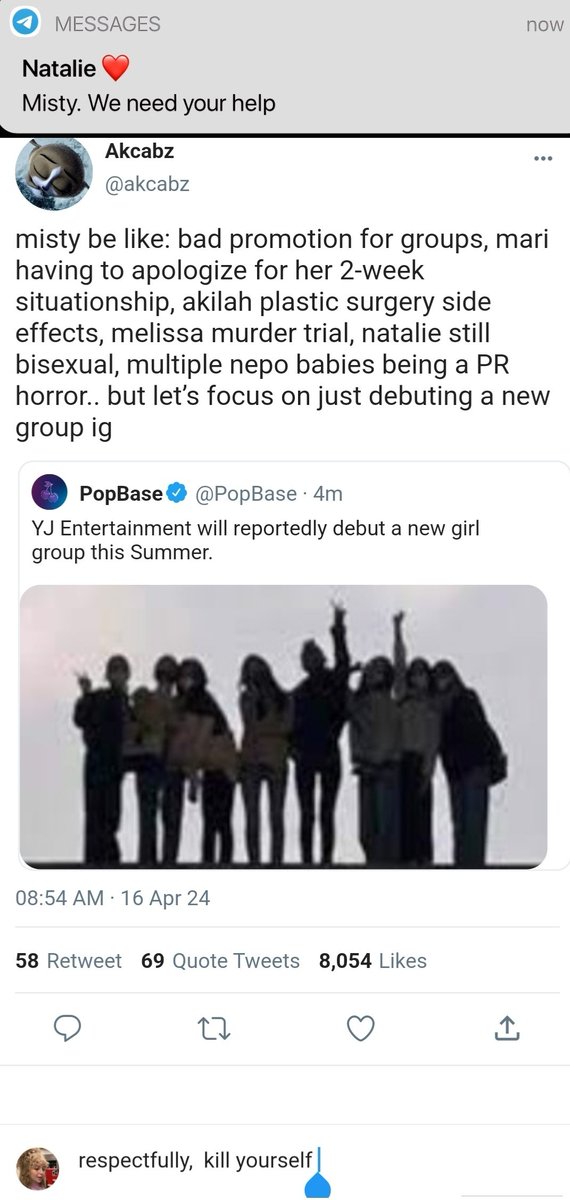 MESSAGES now
Natalie ❤️
Misty. We need your help
Akcabz
@akcabz
misty be like: bad promotion for groups, mari
having to apologize for her 2-week
situationship, akilah plastic surgery side
effects, melissa murder trial, natalie still
bisexual, multiple nepo babies being a PR
horror.. but let’s focus on just debuting a new
group ig
PopBase @PopBase · 4m
YJ Entertainment will reportedly debut a new girl
group this Summer.
08:54 AM · 16 Apr 24
58 Retweet 69 Quote Tweets 8,054 Likes
respectfully, kill yourself